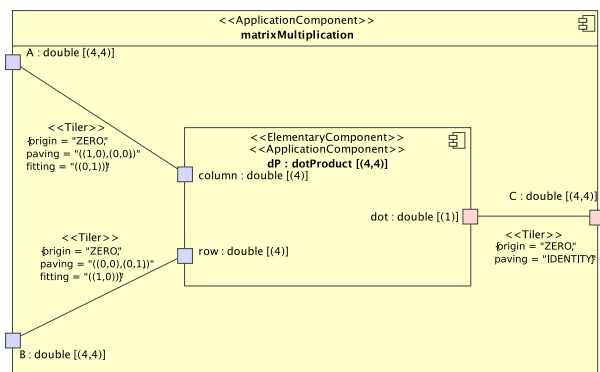 <<ApplicationComponent>>
matrixMultiplication
A : double [(4,4)]
<<Tiler>>
{origin = "ZERO",
paving = "((1,0),(0,0))"
fitting = "((0,1))"}
<<ElementaryComponent>>
<<ApplicationComponent>>
dP : dotProduct [(4,4)]
column : double [(4)]
C : double [(4,4)]
dot : double [(1)]
<<Tiler>>
{origin = "ZERO",
paving = "IDENTITY"}
<<Tiler>>
{origin = "ZERO",
paving = "((0,0),(0,1))"
fitting = "((1,0))"}
row : double [(4)]
B : double [(4,4)]